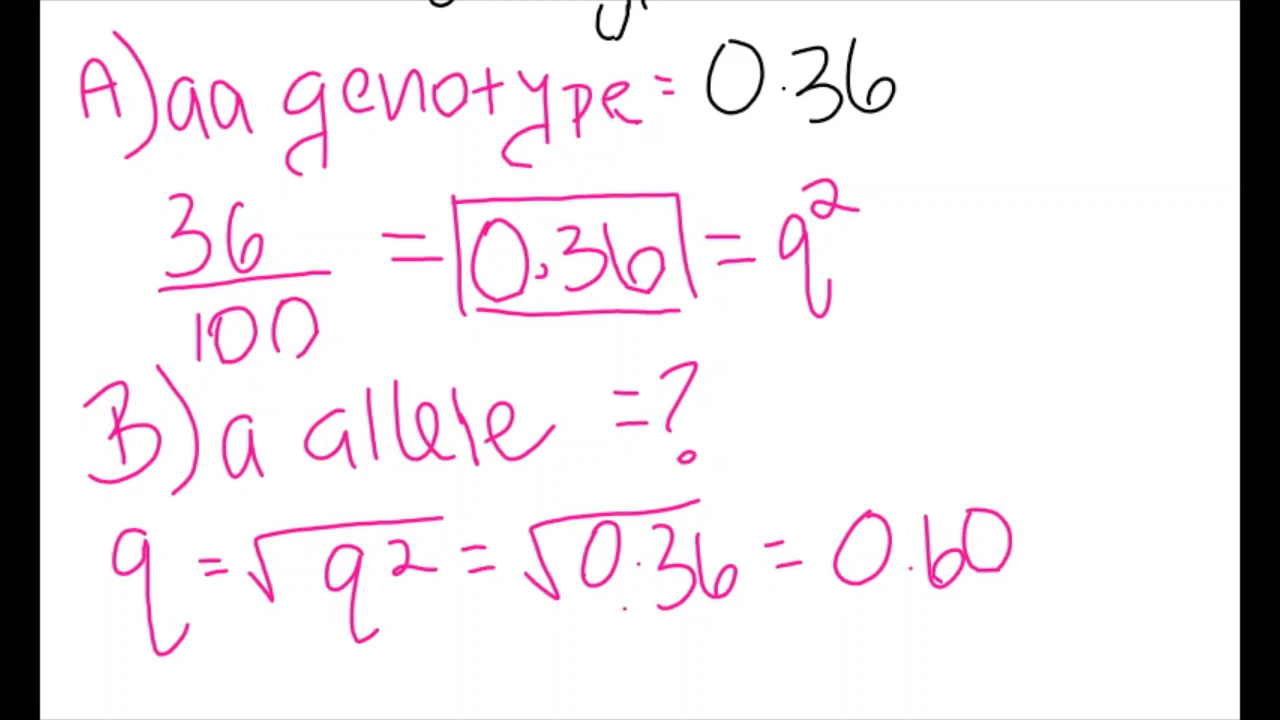 A) aa genotype = 0.36
36/100 = 0.36 = q²
B) a allele = ?
q = √q² = √0.36 = 0.60